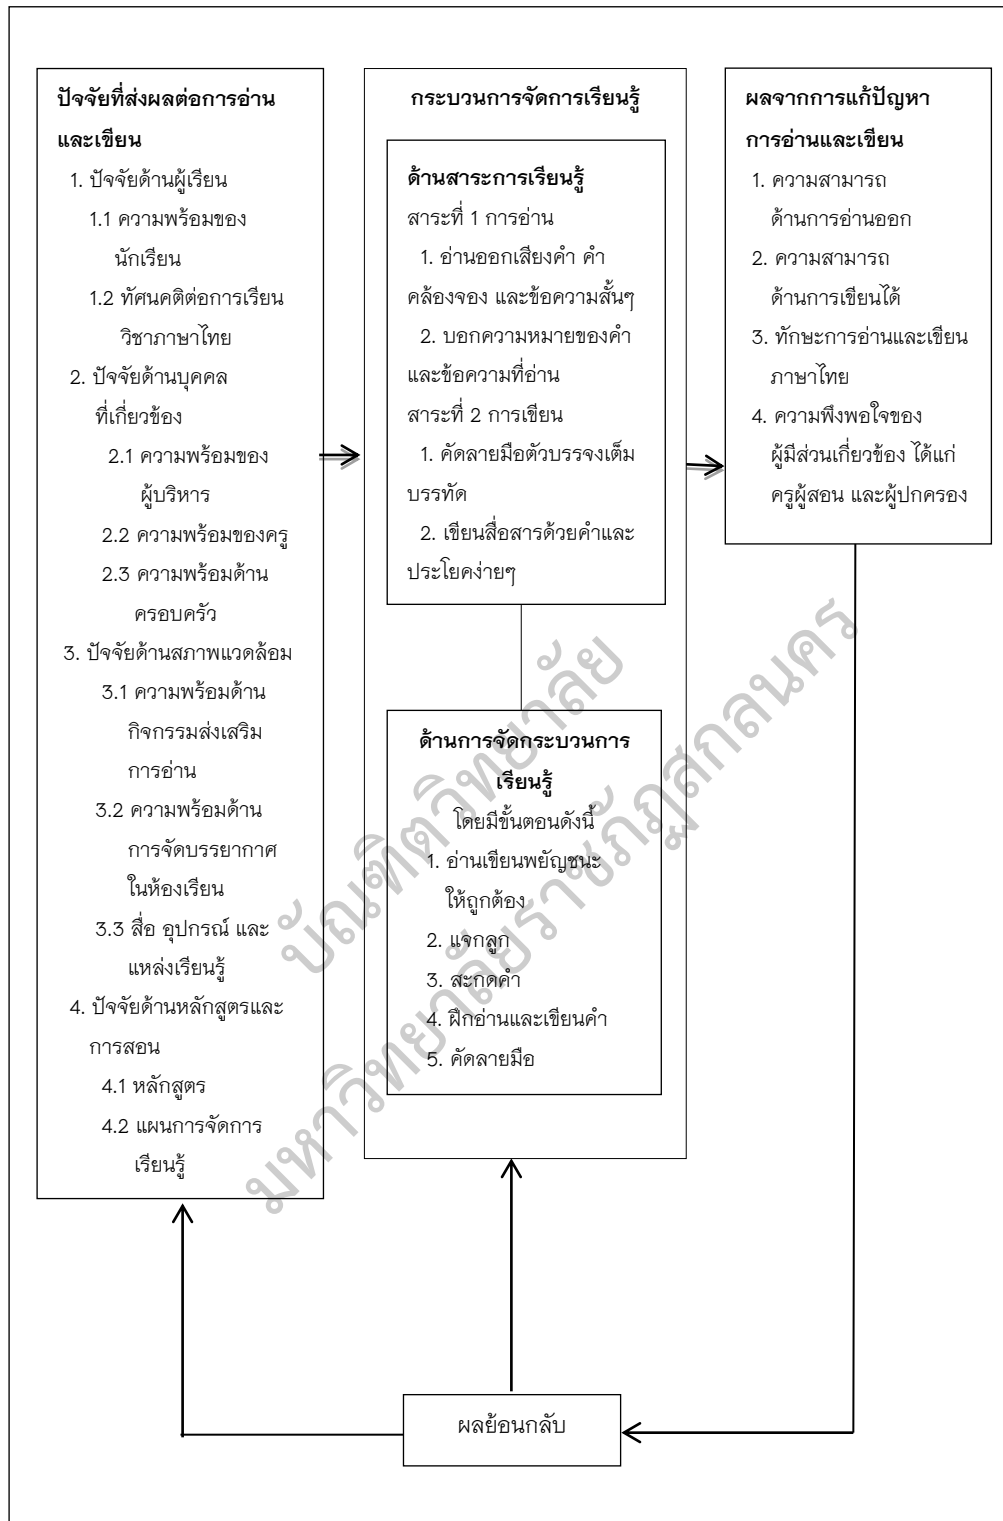 ปัจจัยที่ส่งผลต่อการอ่าน
และเขียน
1. ปัจจัยด้านผู้เรียน
1.1 ความพร้อมของ
นักเรียน
1.2 ทัศนคติต่อการเรียน
วิชาภาษาไทย
2. ปัจจัยด้านบุคคล
ที่เกี่ยวข้อง
2.1 ความพร้อมของ
ผู้บริหาร
2.2 ความพร้อมของครู
2.3 ความพร้อมด้าน
ครอบครัว
3. ปัจจัยด้านสภาพแวดล้อม
3.1 ความพร้อมด้าน
กิจกรรมส่งเสริม
การอ่าน
3.2 ความพร้อมด้าน
การจัดบรรยากาศ
ในห้องเรียน
3.3 สื่อ อุปกรณ์ และ
แหล่งเรียนรู้
4. ปัจจัยด้านหลักสูตรและ
การสอน
4.1 หลักสูตร
4.2 แผนการจัดการ
เรียนรู้
กระบวนการจัดการเรียนรู้
ด้านสาระการเรียนรู้
สาระที่ 1 การอ่าน
1. อ่านออกเสียงคำ คำ
คล้องจอง และข้อความสั้นๆ
2. บอกความหมายของคำ
และข้อความที่อ่าน
สาระที่ 2 การเขียน
1. คัดลายมือตัวบรรจงเต็ม
บรรทัด
2. เขียนสื่อสารด้วยคำและ
ประโยคง่ายๆ
ด้านการจัดกระบวนการ
เรียนรู้
โดยมีขั้นตอนดังนี้
1. อ่านเขียนพยัญชนะ
ให้ถูกต้อง
2. แจกลูก
3. สะกดคำ
4. ฝึกอ่านและเขียนคำ
5. คัดลายมือ
ผลจากการแก้ปัญหา
การอ่านและเขียน
1. ความสามารถ
ด้านการอ่านออก
2. ความสามารถ
ด้านการเขียนได้
3. ทักษะการอ่านและเขียน
ภาษาไทย
4. ความพึงพอใจของ
ผู้มีส่วนเกี่ยวข้อง ได้แก่
ครูผู้สอน และผู้ปกครอง
ผลย้อนกลับ
บัณฑิตวิทยาลัย
มหาวิทยาลัยราชภัฏสกลนคร